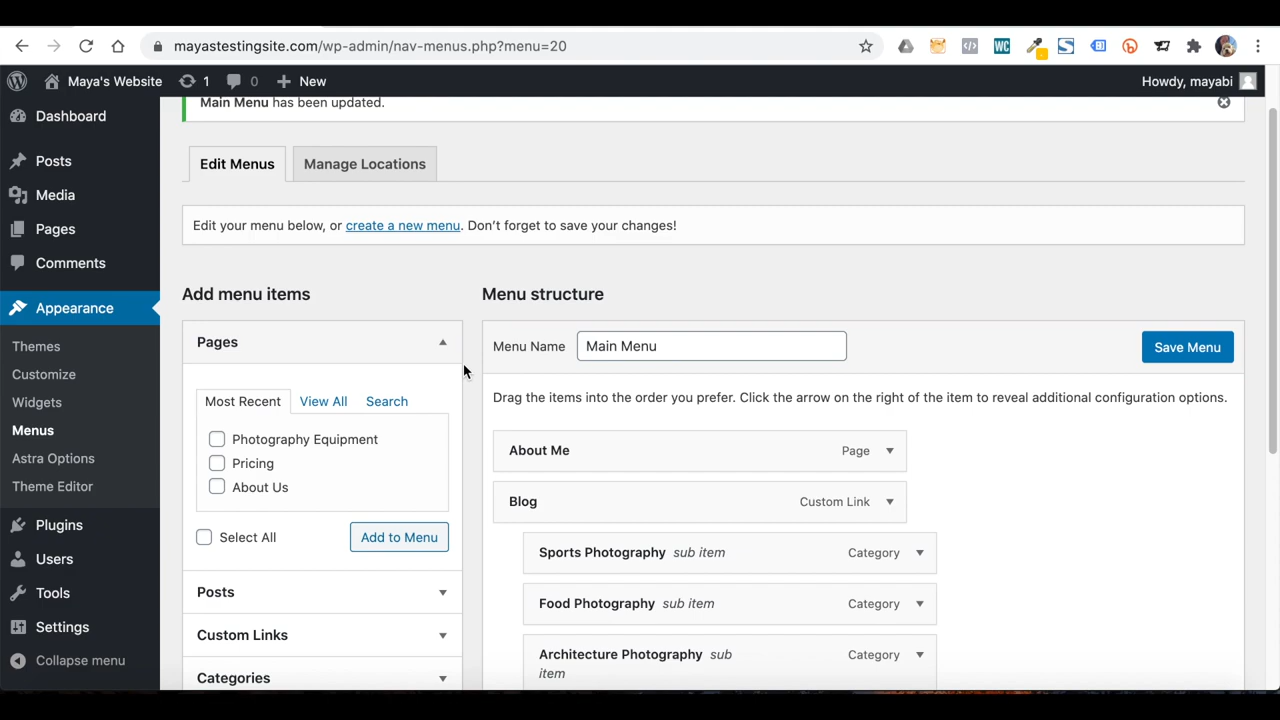 mayastestingsite.com/wp-admin/nav-menus.php?menu=20
WC
Maya's Website 1 0 New
Howdy, mayabi
Main Menu has been updated.
Dashboard
Posts
Media
Pages
Comments
Appearance
Themes
Customize
Widgets
Menus
Astra Options
Theme Editor
Plugins
Users
Tools
Settings
Collapse menu
Edit Menus
Manage Locations
Edit your menu below, or create a new menu. Don't forget to save your changes!
Add menu items
Pages
Most Recent View All Search
Photography Equipment
Pricing
About Us
Select All
Add to Menu
Posts
Custom Links
Categories
Menu structure
Menu Name Main Menu
Save Menu
Drag the items into the order you prefer. Click the arrow on the right of the item to reveal additional configuration options.
About Me Page
Blog Custom Link
Sports Photography sub item Category
Food Photography sub item Category
Architecture Photography sub Category
item